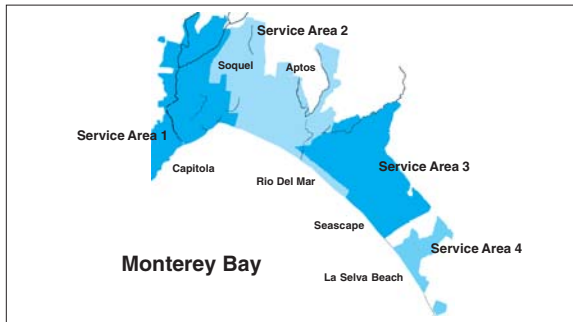 Service Area 2
Soquel
Aptos
Service Area 1
Capitola
Service Area 3
Rio Del Mar
Seascape
Service Area 4
Monterey Bay
La Selva Beach